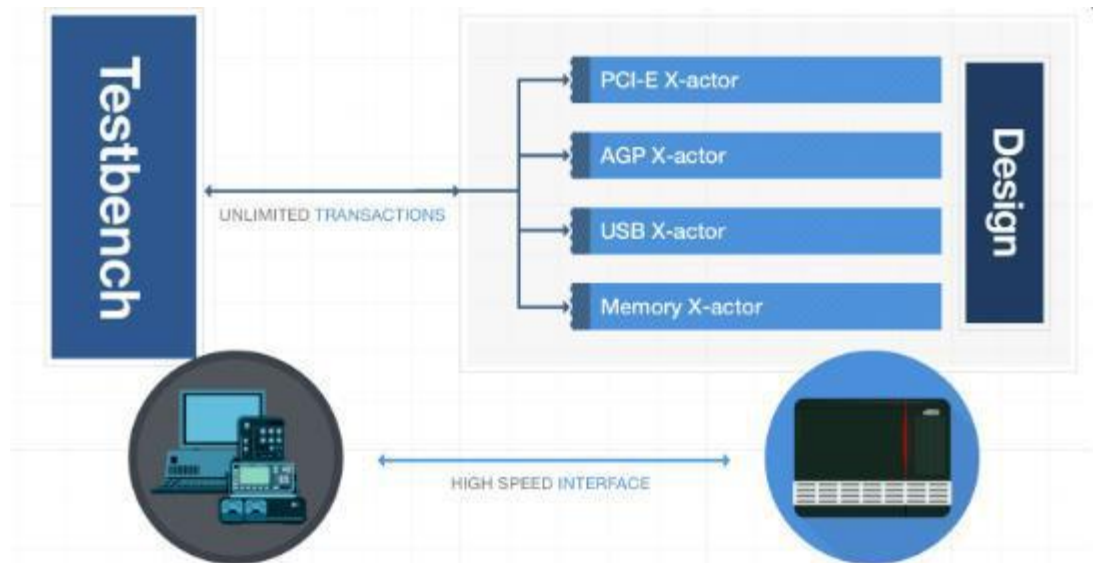 Testbench
UNLIMITED TRANSACTIONS
PCI-E X-actor
AGP X-actor
USB X-actor
Memory X-actor
Design
HIGH SPEED INTERFACE